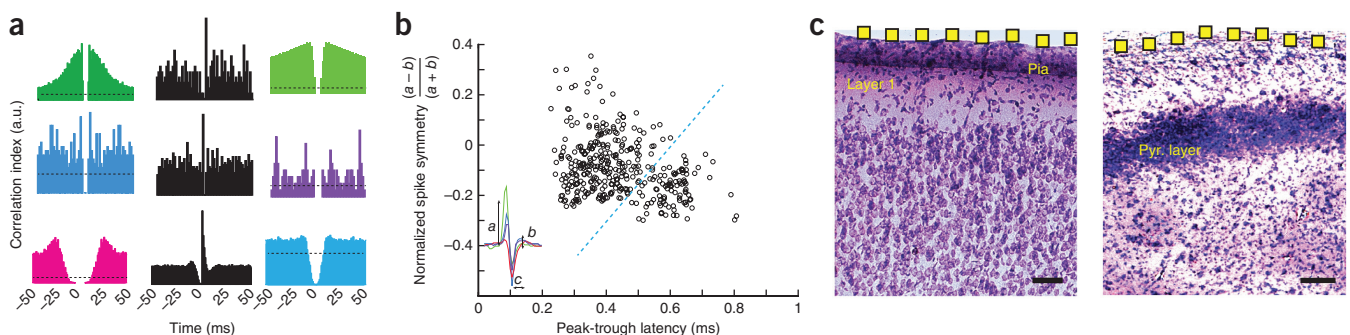 a
Correlation index (a.u.)
−50
−25
0
25
50
−50
−25
0
25
50
−50
−25
0
25
50
Time (ms)
b
Normalized spike symmetry
(a − b)
(a + b)
0.4
0.2
0
−0.2
−0.4
a
b
c
0
0.2
0.4
0.6
0.8
1
Peak-trough latency (ms)
c
Pia
Layer 1
Pyr. layer